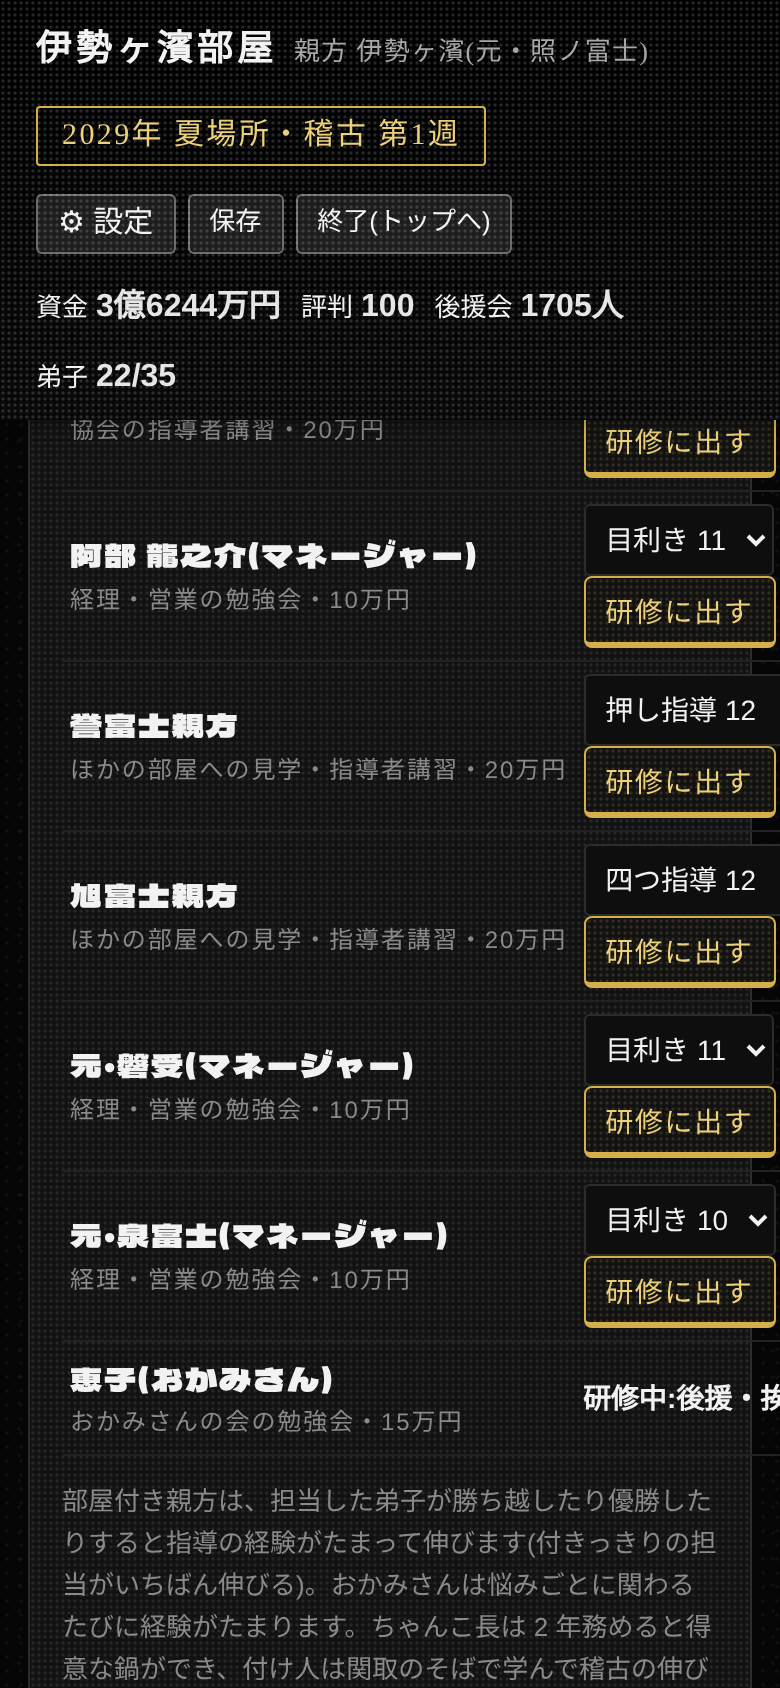 伊勢ヶ濱部屋 親方 伊勢ヶ濱(元・照ノ富士)
2029年 夏場所・稽古 第1週
⚙ 設定 保存 終了(トップへ)
資金 3億6244万円 評判 100 後援会 1705人
弟子 22/35
協会の指導者講習・20万円
研修に出す
阿部 龍之介(マネージャー)
目利き 11
経理・営業の勉強会・10万円
研修に出す
誉富士親方
押し指導 12
ほかの部屋への見学・指導者講習・20万円
研修に出す
旭富士親方
四つ指導 12
ほかの部屋への見学・指導者講習・20万円
研修に出す
元・磐受(マネージャー)
目利き 11
経理・営業の勉強会・10万円
研修に出す
元・泉富士(マネージャー)
目利き 10
経理・営業の勉強会・10万円
研修に出す
恵子(おかみさん)
研修中:後援・挨
おかみさんの会の勉強会・15万円
部屋付き親方は、担当した弟子が勝ち越したり優勝した
りすると指導の経験がたまって伸びます(付きっきりの担
当がいちばん伸びる)。おかみさんは悩みごとに関わる
たびに経験がたまります。ちゃんこ長は 2 年務めると得
意な鍋ができ、付け人は関取のそばで学んで稽古の伸び